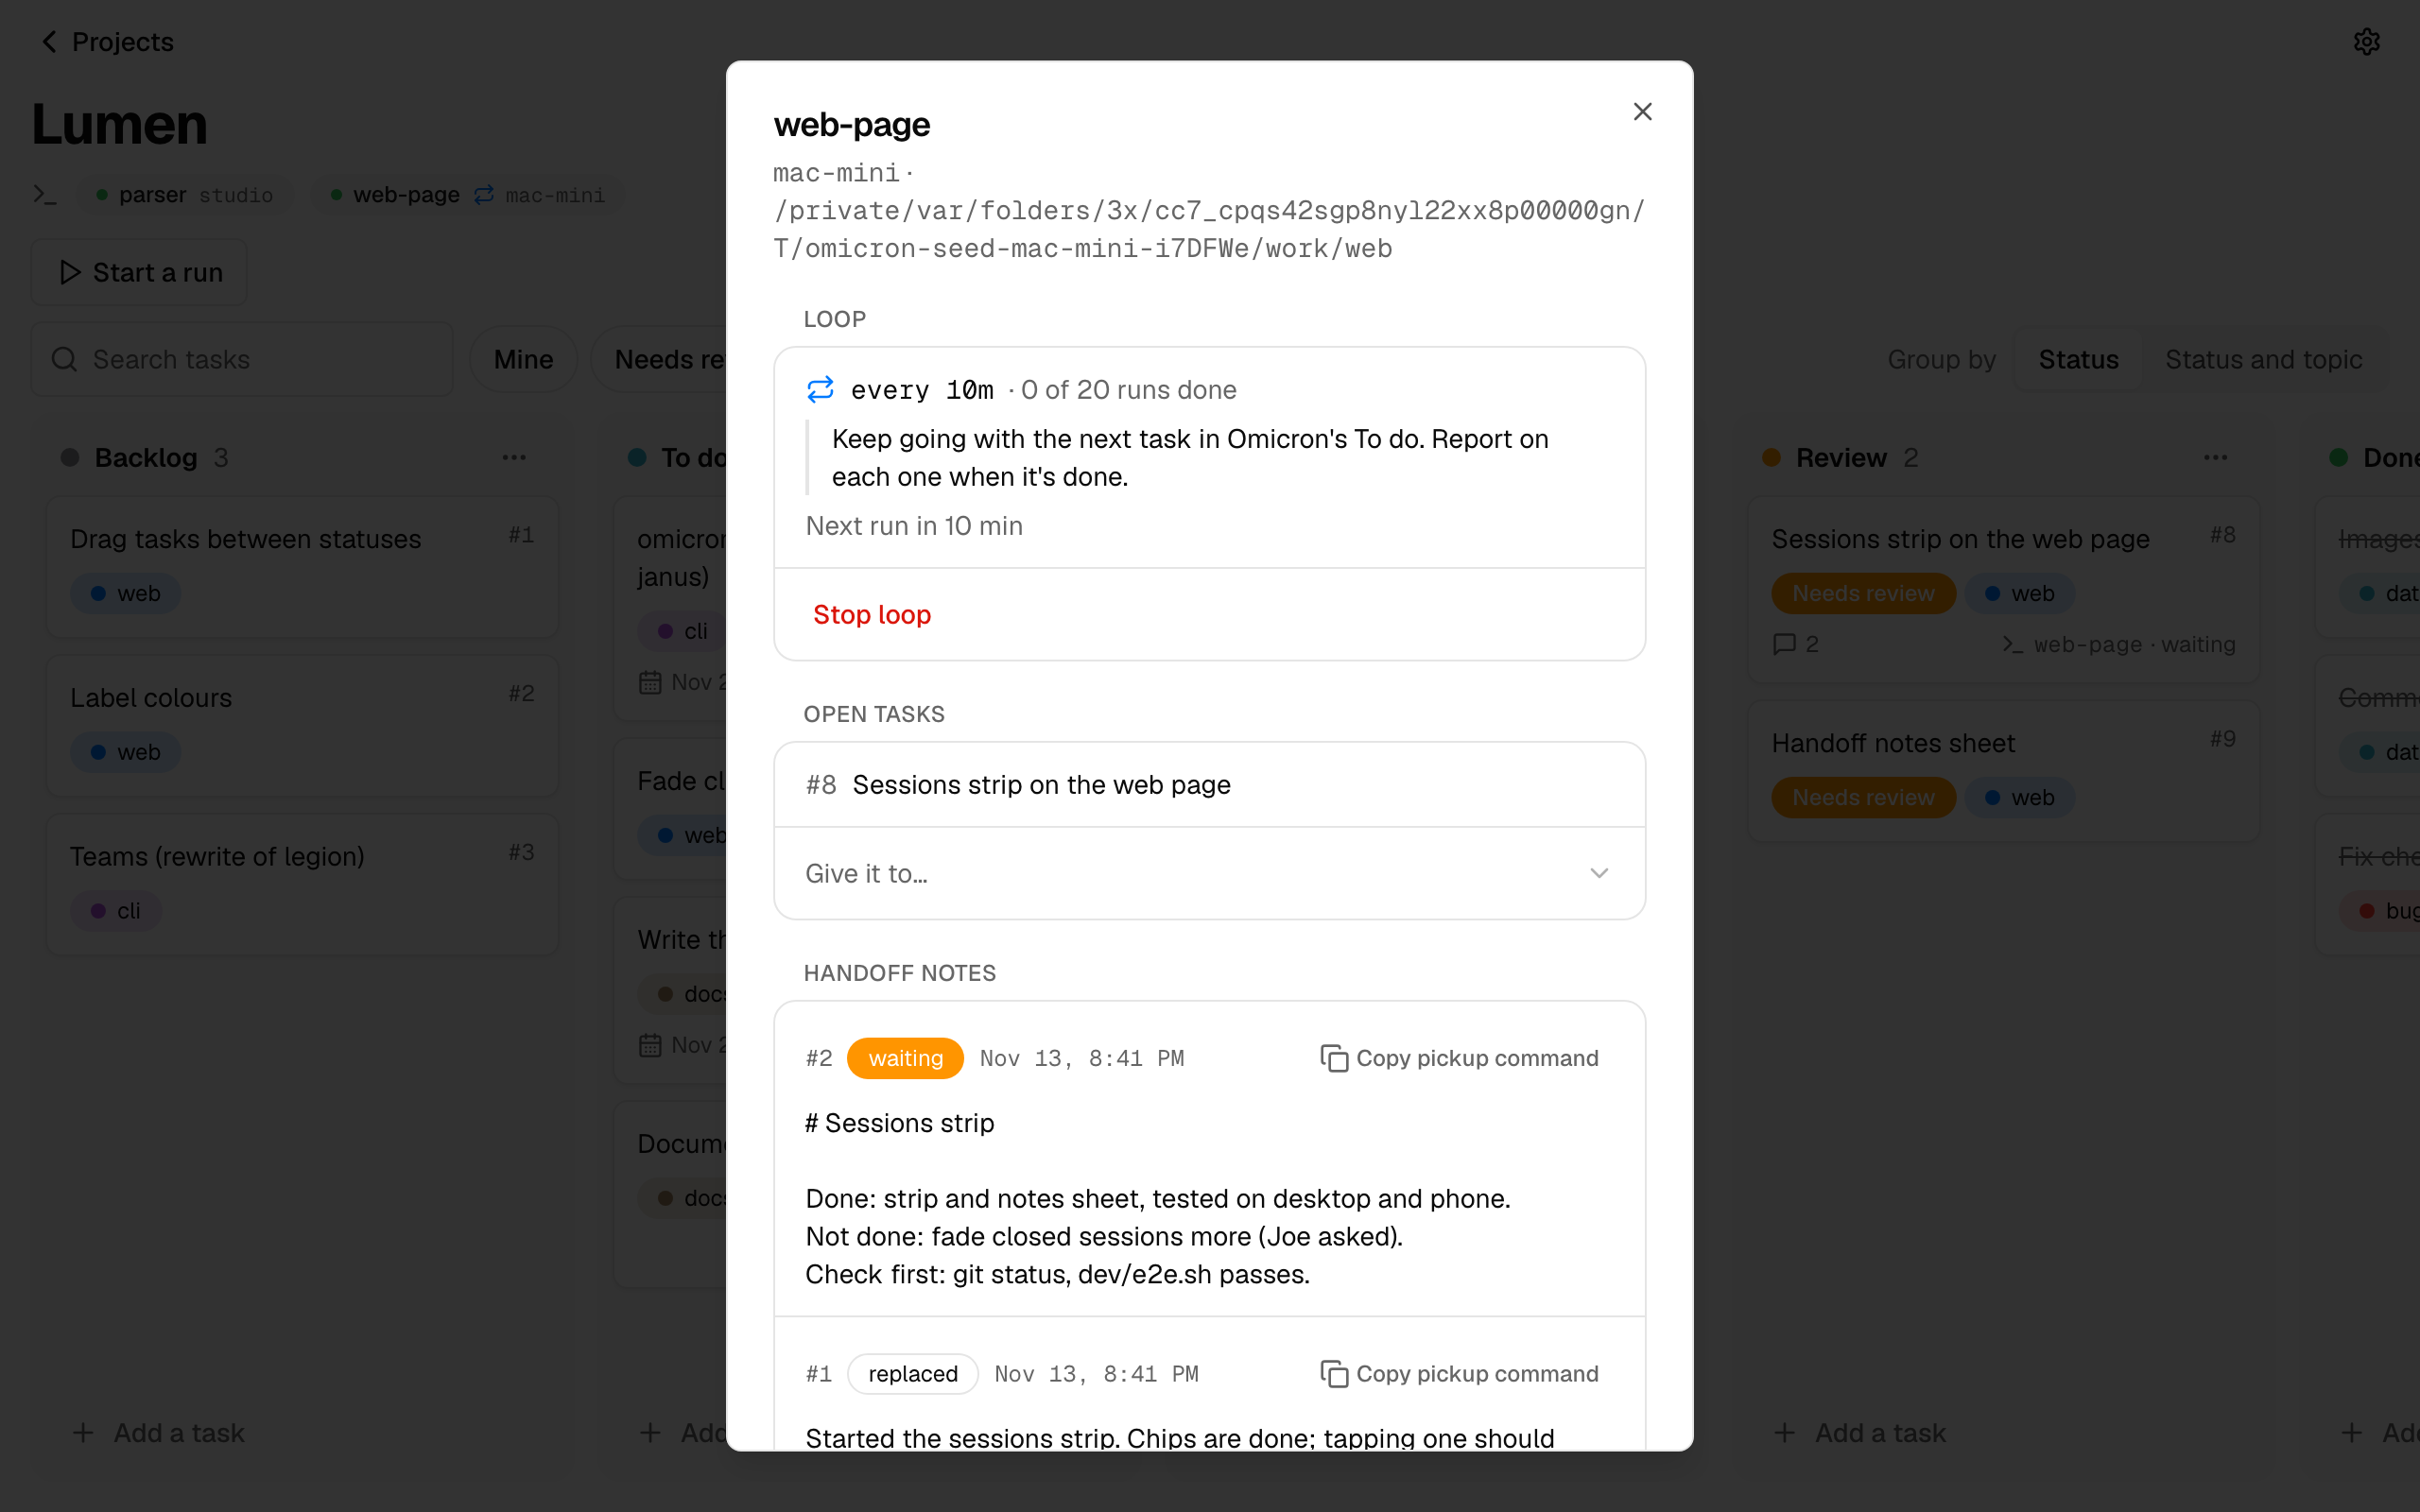 Projects
Lumen
parser studio
web-page mac-mini
Start a run
Search tasks
Mine
Needs re
Group by
Status
Status and topic
Backlog 3
Drag tasks between statuses #1
web
Label colours #2
web
Teams (rewrite of legion) #3
cli
Add a task
To do
omicron
janus)
cli
Nov 2
Fade cl
web
Write th
docs
Nov 2
Docume
docs
Add
web-page
mac-mini ·
/private/var/folders/3x/cc7_cpqs42sgp8nyl22xx8p00000gn/
T/omicron-seed-mac-mini-i7DFWe/work/web
LOOP
every 10m · 0 of 20 runs done
Keep going with the next task in Omicron's To do. Report on
each one when it's done.
Next run in 10 min
Stop loop
OPEN TASKS
#8 Sessions strip on the web page
Give it to...
HANDOFF NOTES
#2 waiting Nov 13, 8:41 PM Copy pickup command
# Sessions strip
Done: strip and notes sheet, tested on desktop and phone.
Not done: fade closed sessions more (Joe asked).
Check first: git status, dev/e2e.sh passes.
#1 replaced Nov 13, 8:41 PM Copy pickup command
Started the sessions strip. Chips are done; tapping one should
Review 2
Sessions strip on the web page #8
Needs review web
2 web-page · waiting
Handoff notes sheet #9
Needs review web
Add a task
Done
Images
dat
Comm
dat
Fix che
bug
Add